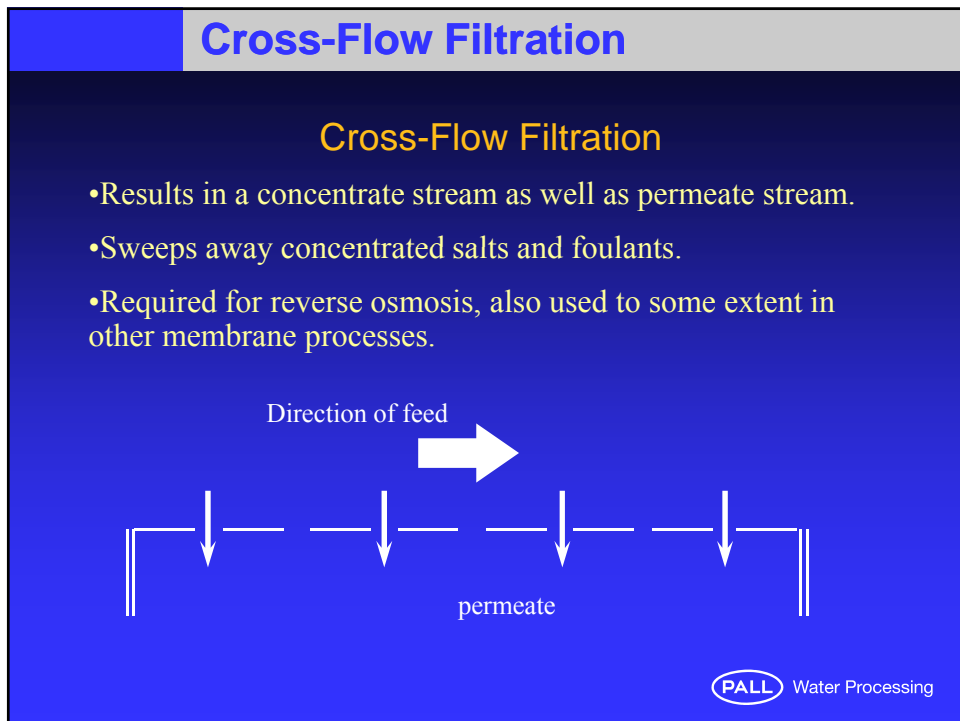 Cross-Flow Filtration
Cross-Flow Filtration
•Results in a concentrate stream as well as permeate stream.
•Sweeps away concentrated salts and foulants.
•Required for reverse osmosis, also used to some extent in
other membrane processes.
Direction of feed
permeate
PALL Water Processing